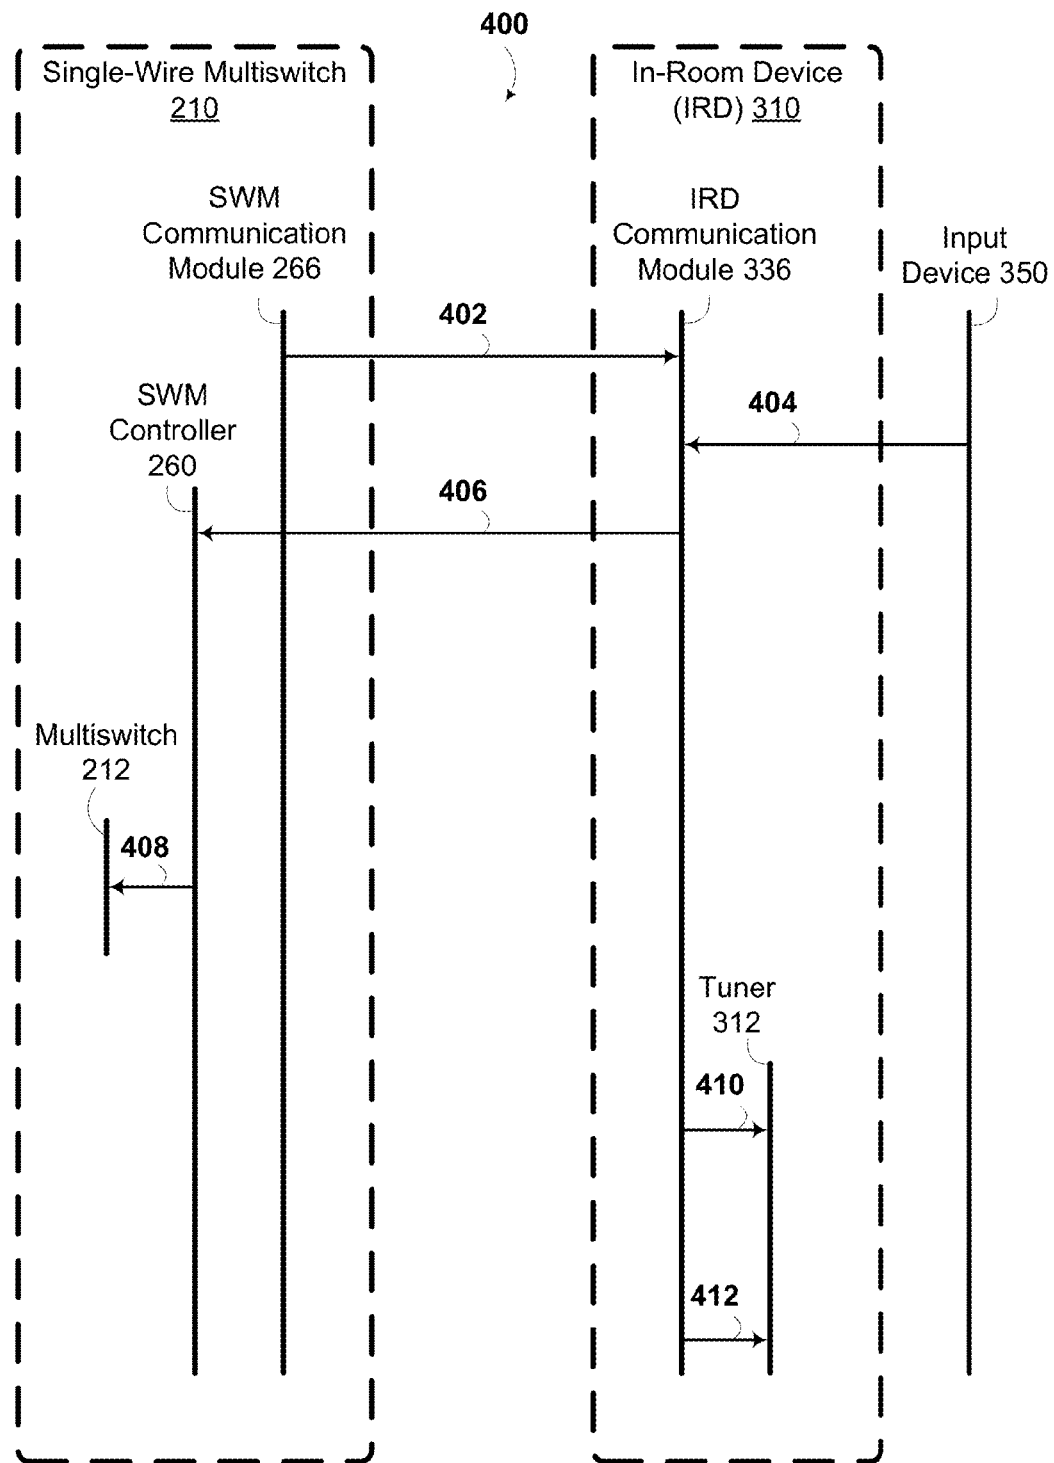 400
Single-Wire Multiswitch
210
In-Room Device
(IRD) 310
SWM
Communication
Module 266
IRD
Communication
Module 336
Input
Device 350
402
SWM
Controller
260
404
406
Multiswitch
212
408
Tuner
312
410
412